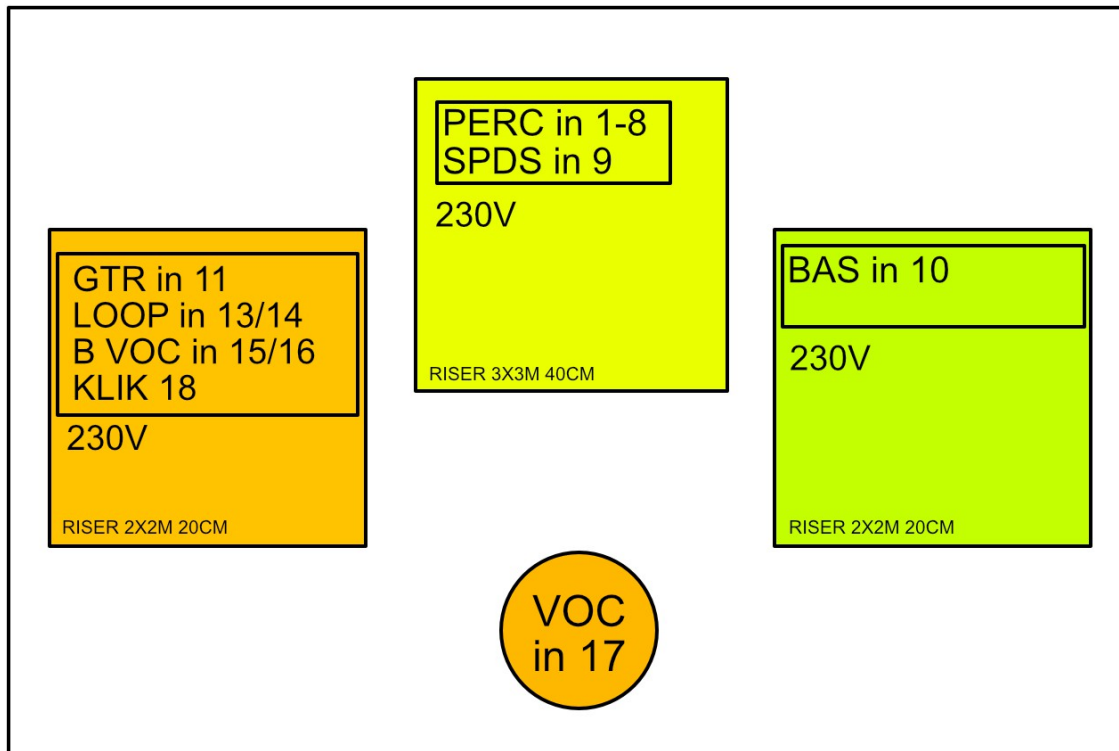 PERC in 1-8
SPDS in 9
230V
RISER 3X3M 40CM
GTR in 11
LOOP in 13/14
B VOC in 15/16
KLIK 18
230V
RISER 2X2M 20CM
BAS in 10
230V
RISER 2X2M 20CM
VOC
in 17